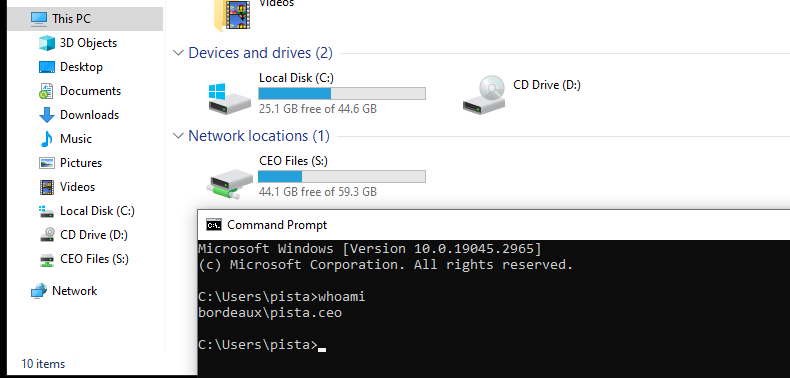 Videos
This PC
3D Objects
Desktop
Documents
Downloads
Music
Pictures
Videos
Local Disk (C:)
CD Drive (D:)
CEO Files (S:)
Network
10 items
Devices and drives (2)
Local Disk (C:)
25.1 GB free of 44.6 GB
CD Drive (D:)
Network locations (1)
CEO Files (S:)
44.1 GB free of 59.3 GB
C:\.
Command Prompt
Microsoft Windows [Version 10.0.19045.2965]
(c) Microsoft Corporation. All rights reserved.
C:\Users\pista>whoami
bordeaux\pista.ceo
C:\Users\pista>